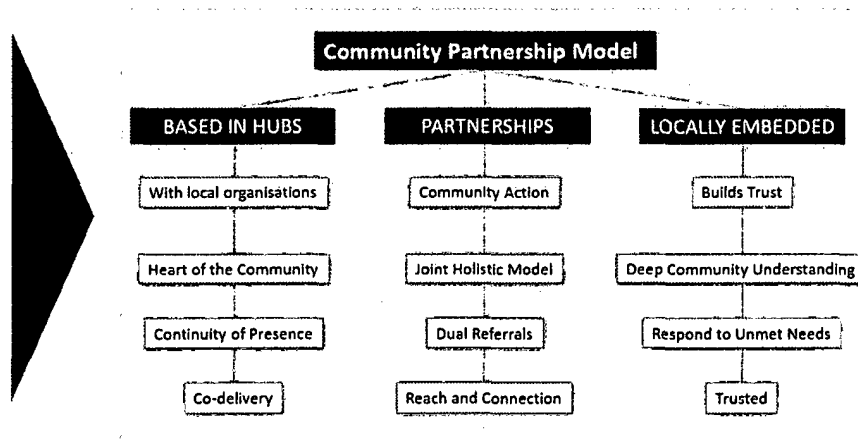 Community Partnership Model
BASED IN HUBS
With local organisations
Heart of the Community
Continuity of Presence
Co-delivery
PARTNERSHIPS
Community Action
Joint Holistic Model
Dual Referrals
Reach and Connection
LOCALLY EMBEDDED
Builds Trust
Deep Community Understanding
Respond to Unmet Needs
Trusted